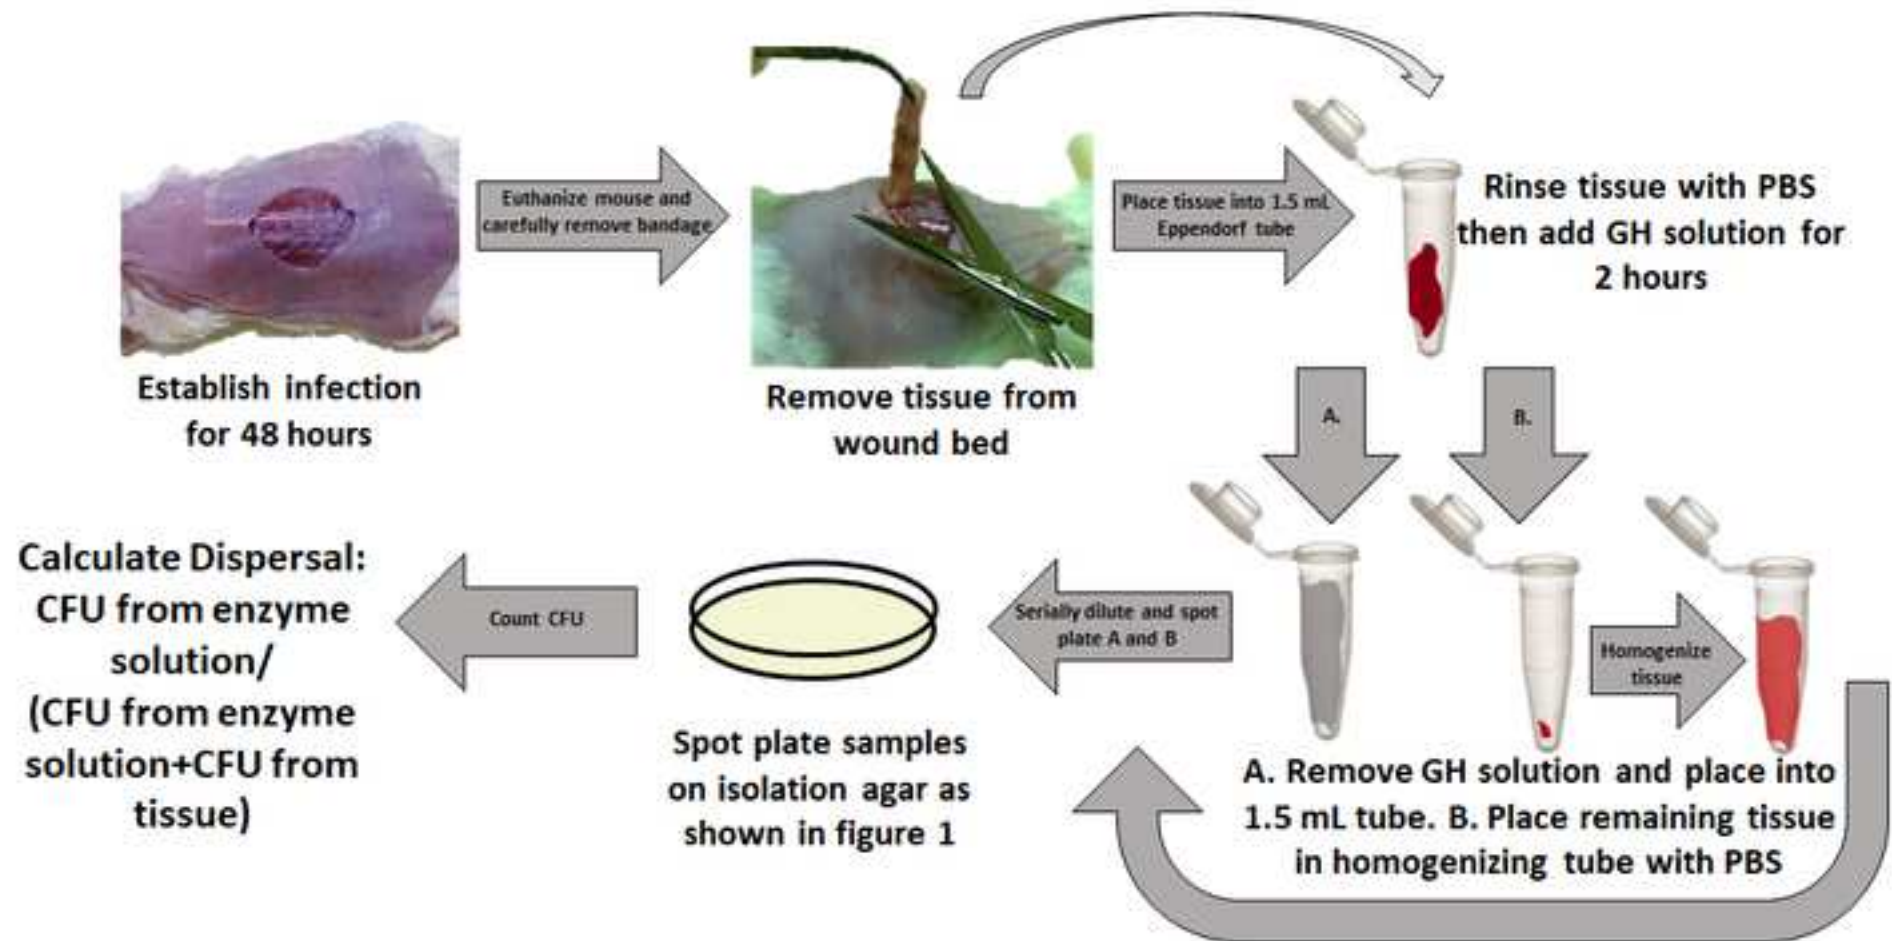 Establish infection
for 48 hours
Euthanize mouse and
carefully remove bandage
Remove tissue from
wound bed
Place tissue into 1.5 mL
Eppendorf tube
Rinse tissue with PBS
then add GH solution for
2 hours
A.
B.
Homogenize
tissue
A. Remove GH solution and place into
1.5 mL tube. B. Place remaining tissue
in homogenizing tube with PBS
Serially dilute and spot
plate A and B
Spot plate samples
on isolation agar as
shown in figure 1
Count CFU
Calculate Dispersal:
CFU from enzyme
solution/
(CFU from enzyme
solution+CFU from
tissue)